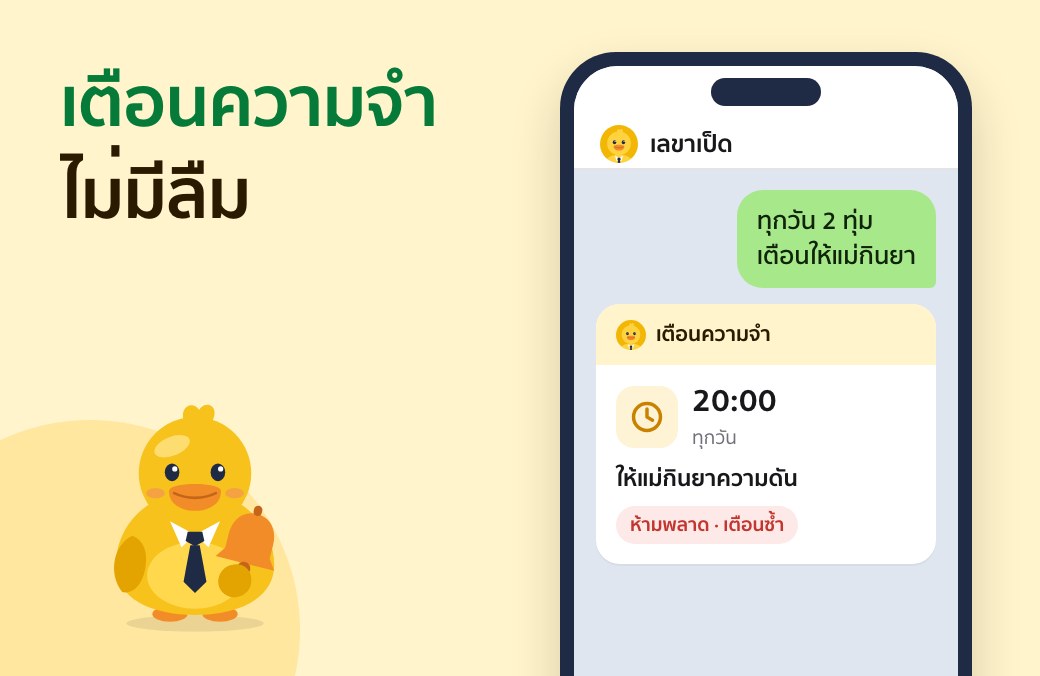 เตือนความจำ
ไม่มีลืม
เลขาเป็ด
ทุกวัน 2 ทุ่ม
เตือนให้แม่กินยา
เตือนความจำ
20:00
ทุกวัน
ให้แม่กินยาความดัน
ห้ามพลาด · เตือนซ้ำ